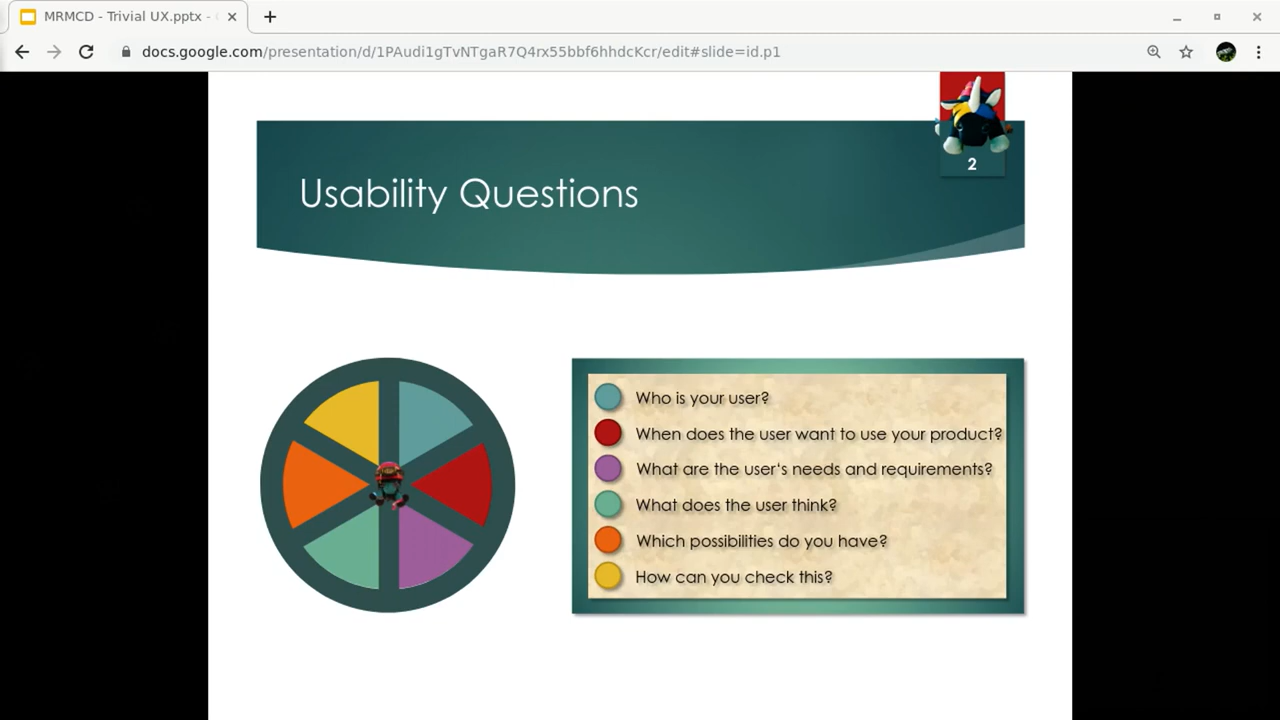 MRMCD - Trivial UX.pptx -
docs.google.com/presentation/d/1PAudi1gTvNTgaR7Q4rx55bbf6hhdcKcr/edit#slide=id.p1
2
Usability Questions
Who is your user?
When does the user want to use your product?
What are the user‘s needs and requirements?
What does the user think?
Which possibilities do you have?
How can you check this?